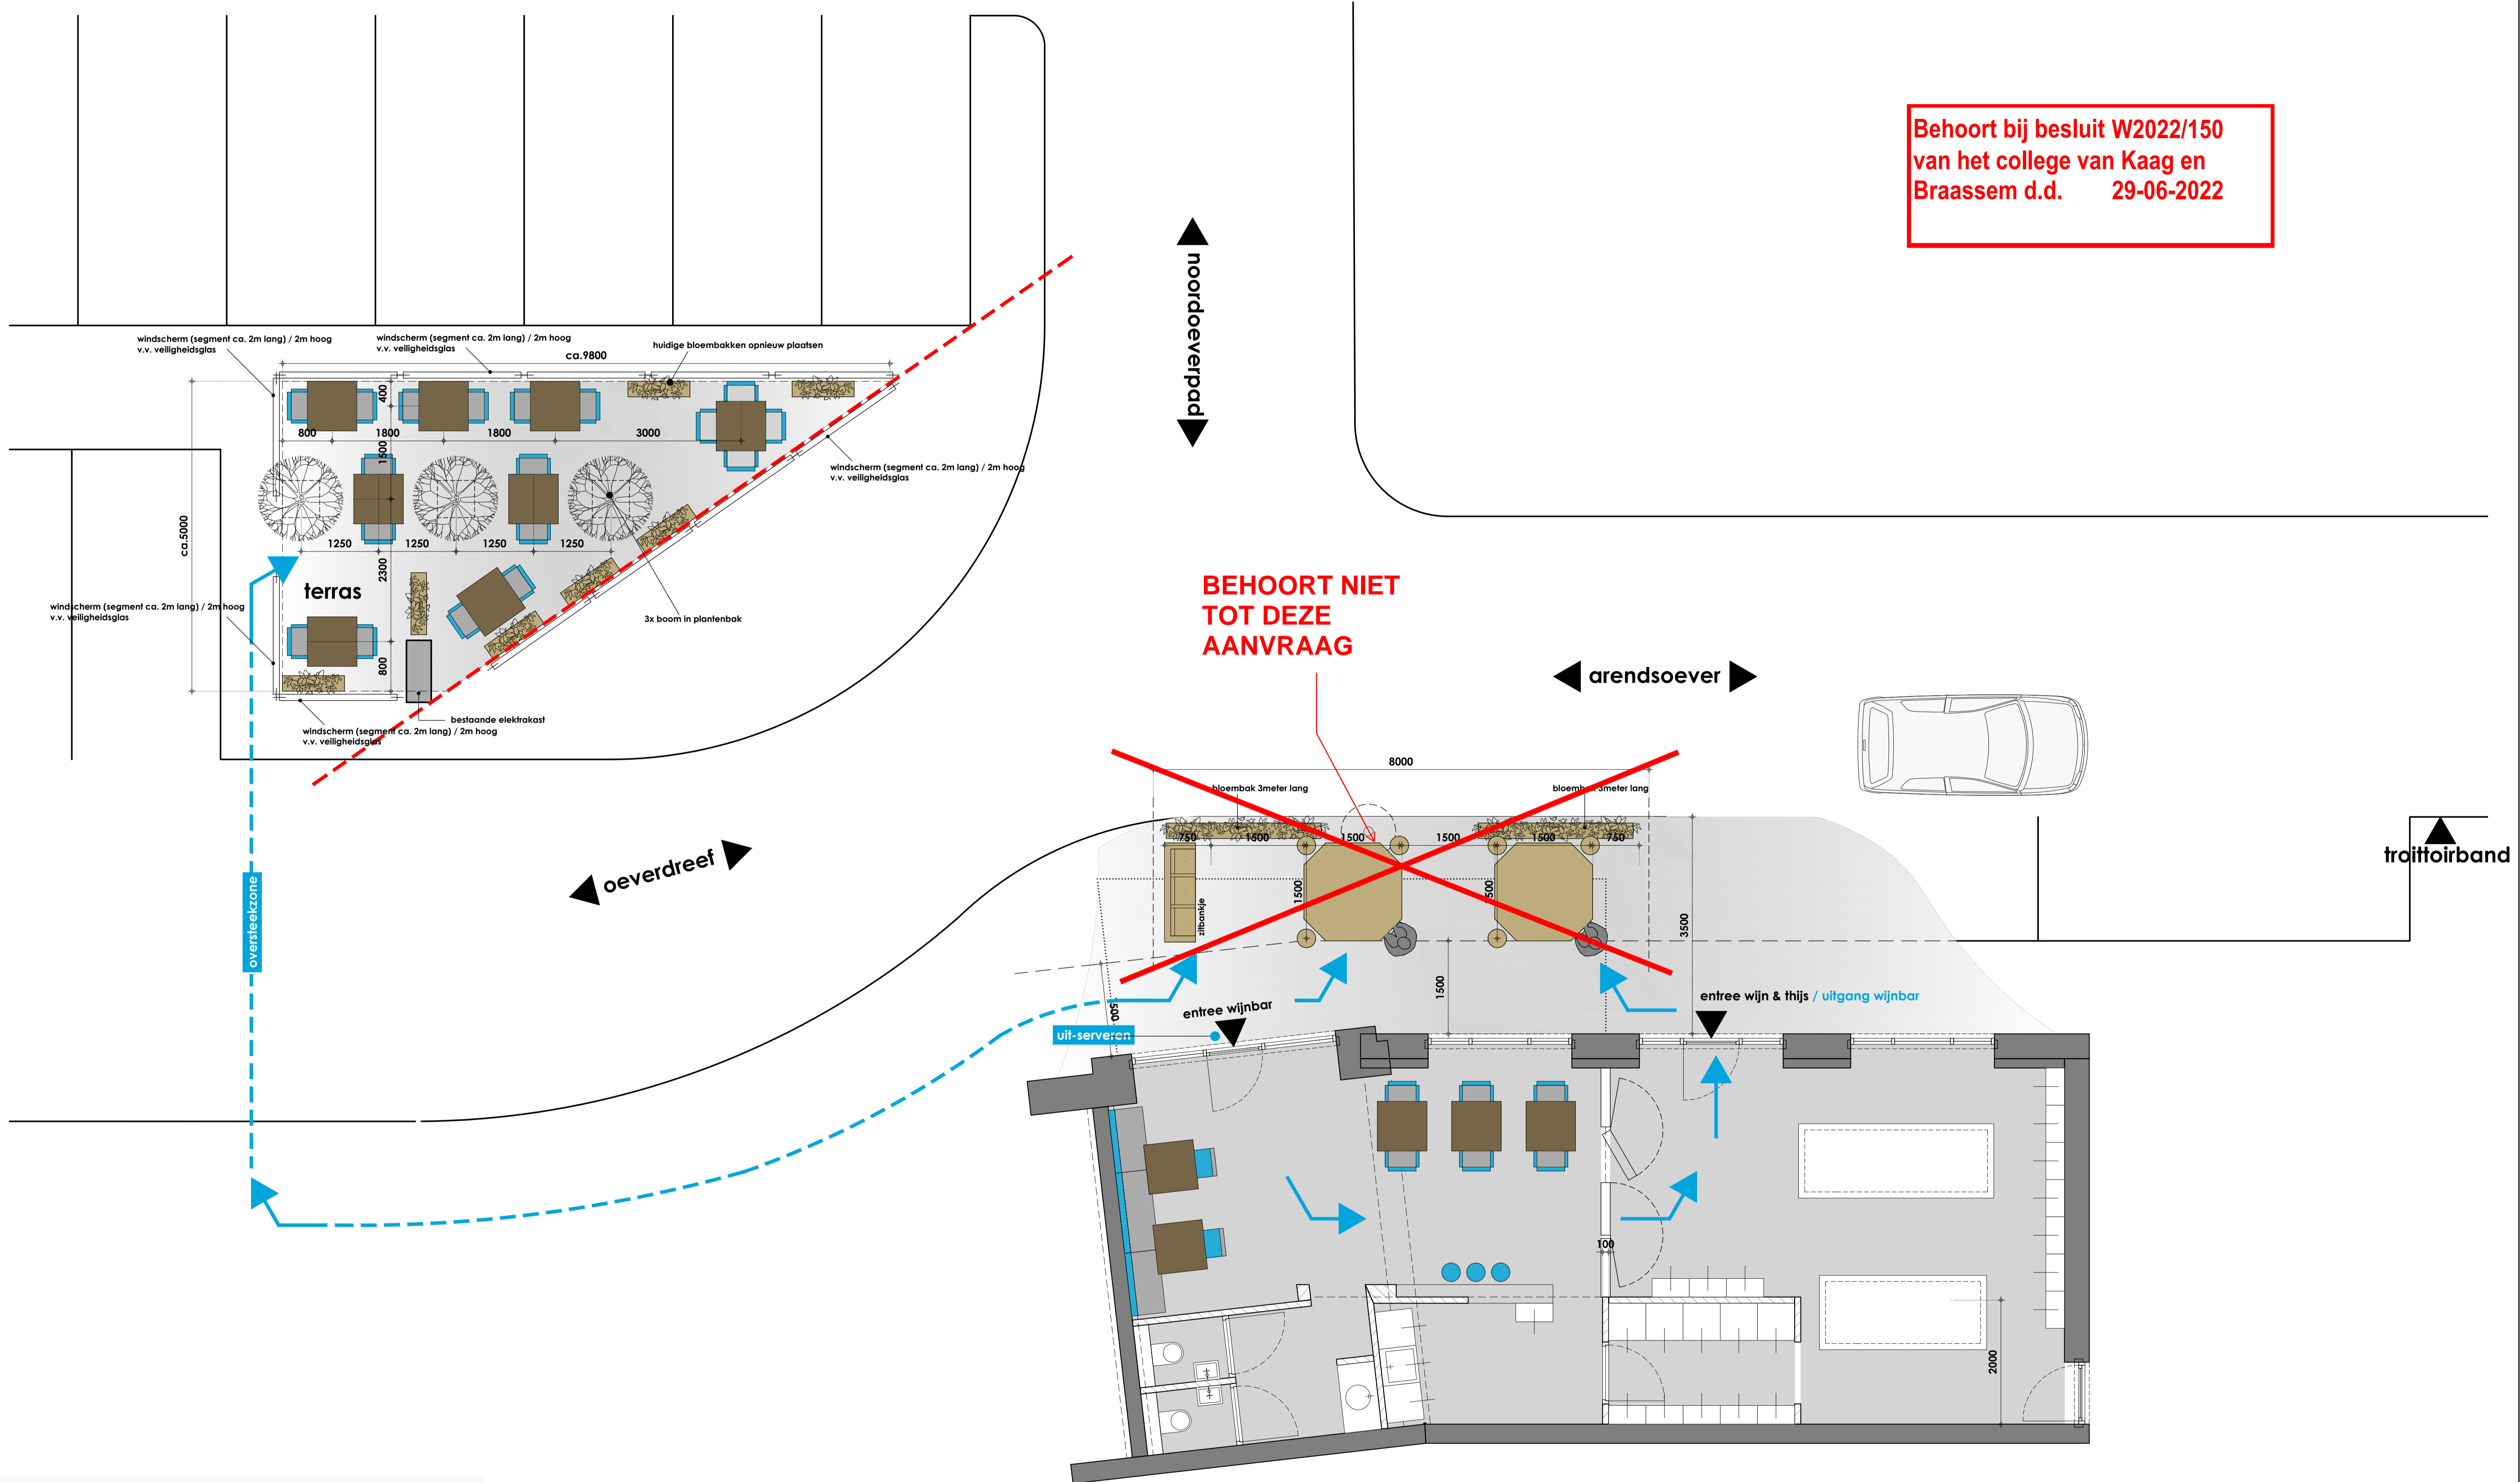 Behoort bij besluit W2022/150
van het college van Kaag en
Braassem d.d. 29-06-2022
noordoeverpad
windscherm (segment ca. 2m lang) / 2m hoog
v.v. veiligheidsglas
windscherm (segment ca. 2m lang) / 2m hoog
v.v. veiligheidsglas
huidige bloembakken opnieuw plaatsen
ca.9800
400
800
1800
1800
3000
1500
windscherm (segment ca. 2m lang) / 2m hoog
v.v. veiligheidsglas
ca.5000
1250
1250
1250
1250
2300
terras
windscherm (segment ca. 2m lang) / 2m hoog
v.v. veiligheidsglas
3x boom in plantenbak
800
bestaande elektrakast
windscherm (segment ca. 2m lang) / 2m hoog
v.v. veiligheidsglas
BEHOORT NIET
TOT DEZE
AANVRAAG
arendsoever
8000
bloembak 3meter lang
bloembak 3meter lang
750
1500
1500
1500
1500
750
troittoirband
oeverdreef
oversteekzone
zitbankje
1500
1500
3500
1500
1500
entree wijnbar
entree wijn & thijs / uitgang wijnbar
uit-serveren
100
2000